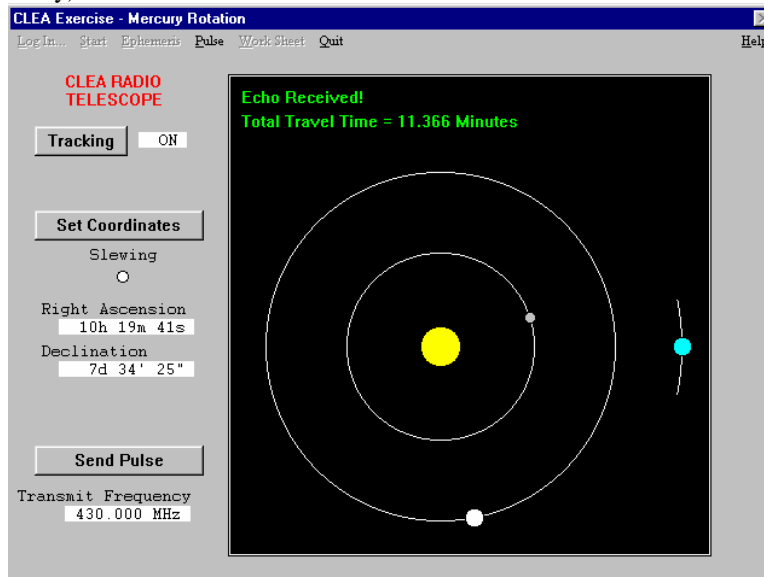 CLEA Exercise - Mercury Rotation
Log In... Start Ephemeris Pulse Work Sheet Quit Help
CLEA RADIO
TELESCOPE
Tracking ON
Set Coordinates
Slewing
Right Ascension
10h 19m 41s
Declination
7d 34' 25"
Send Pulse
Transmit Frequency
430.000 MHz
Echo Received!
Total Travel Time = 11.366 Minutes